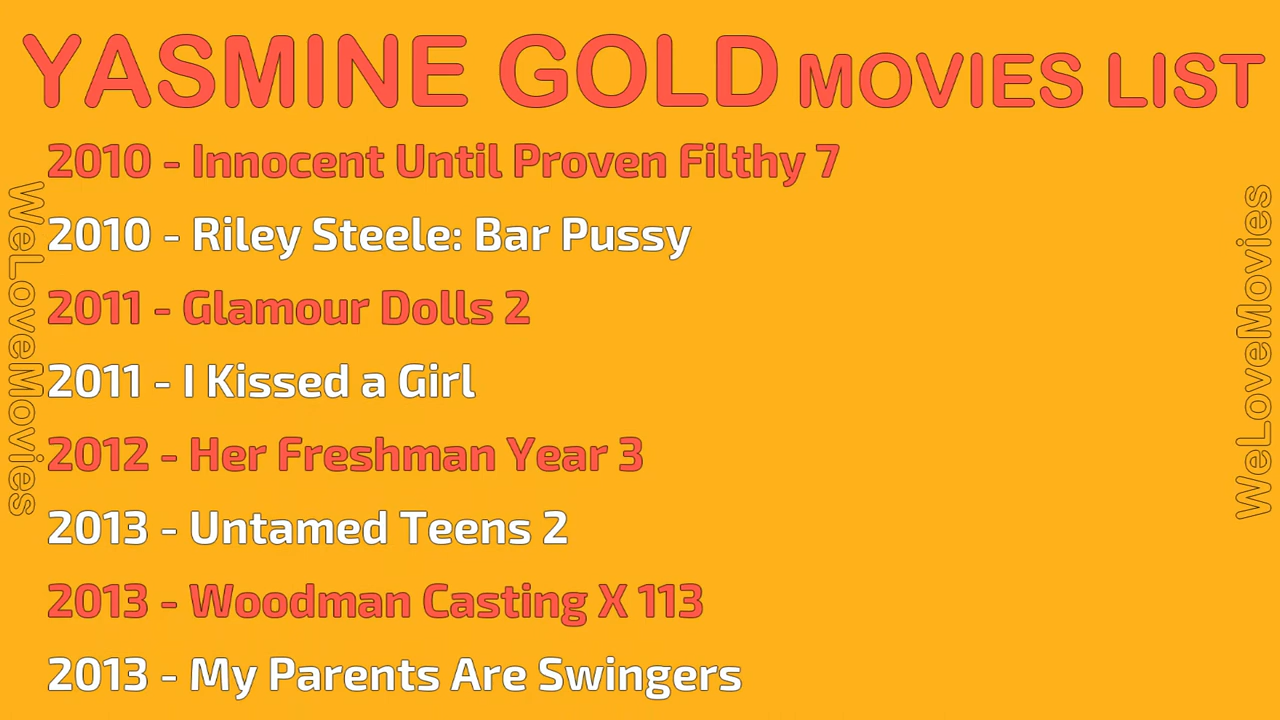 YASMINE GOLD MOVIES LIST
2010 - Innocent Until Proven Filthy 7
2010 - Riley Steele: Bar Pussy
2011 - Glamour Dolls 2
2011 - I Kissed a Girl
2012 - Her Freshman Year 3
2013 - Untamed Teens 2
2013 - Woodman Casting X 113
2013 - My Parents Are Swingers
WeLoveMovies
WeLoveMovies